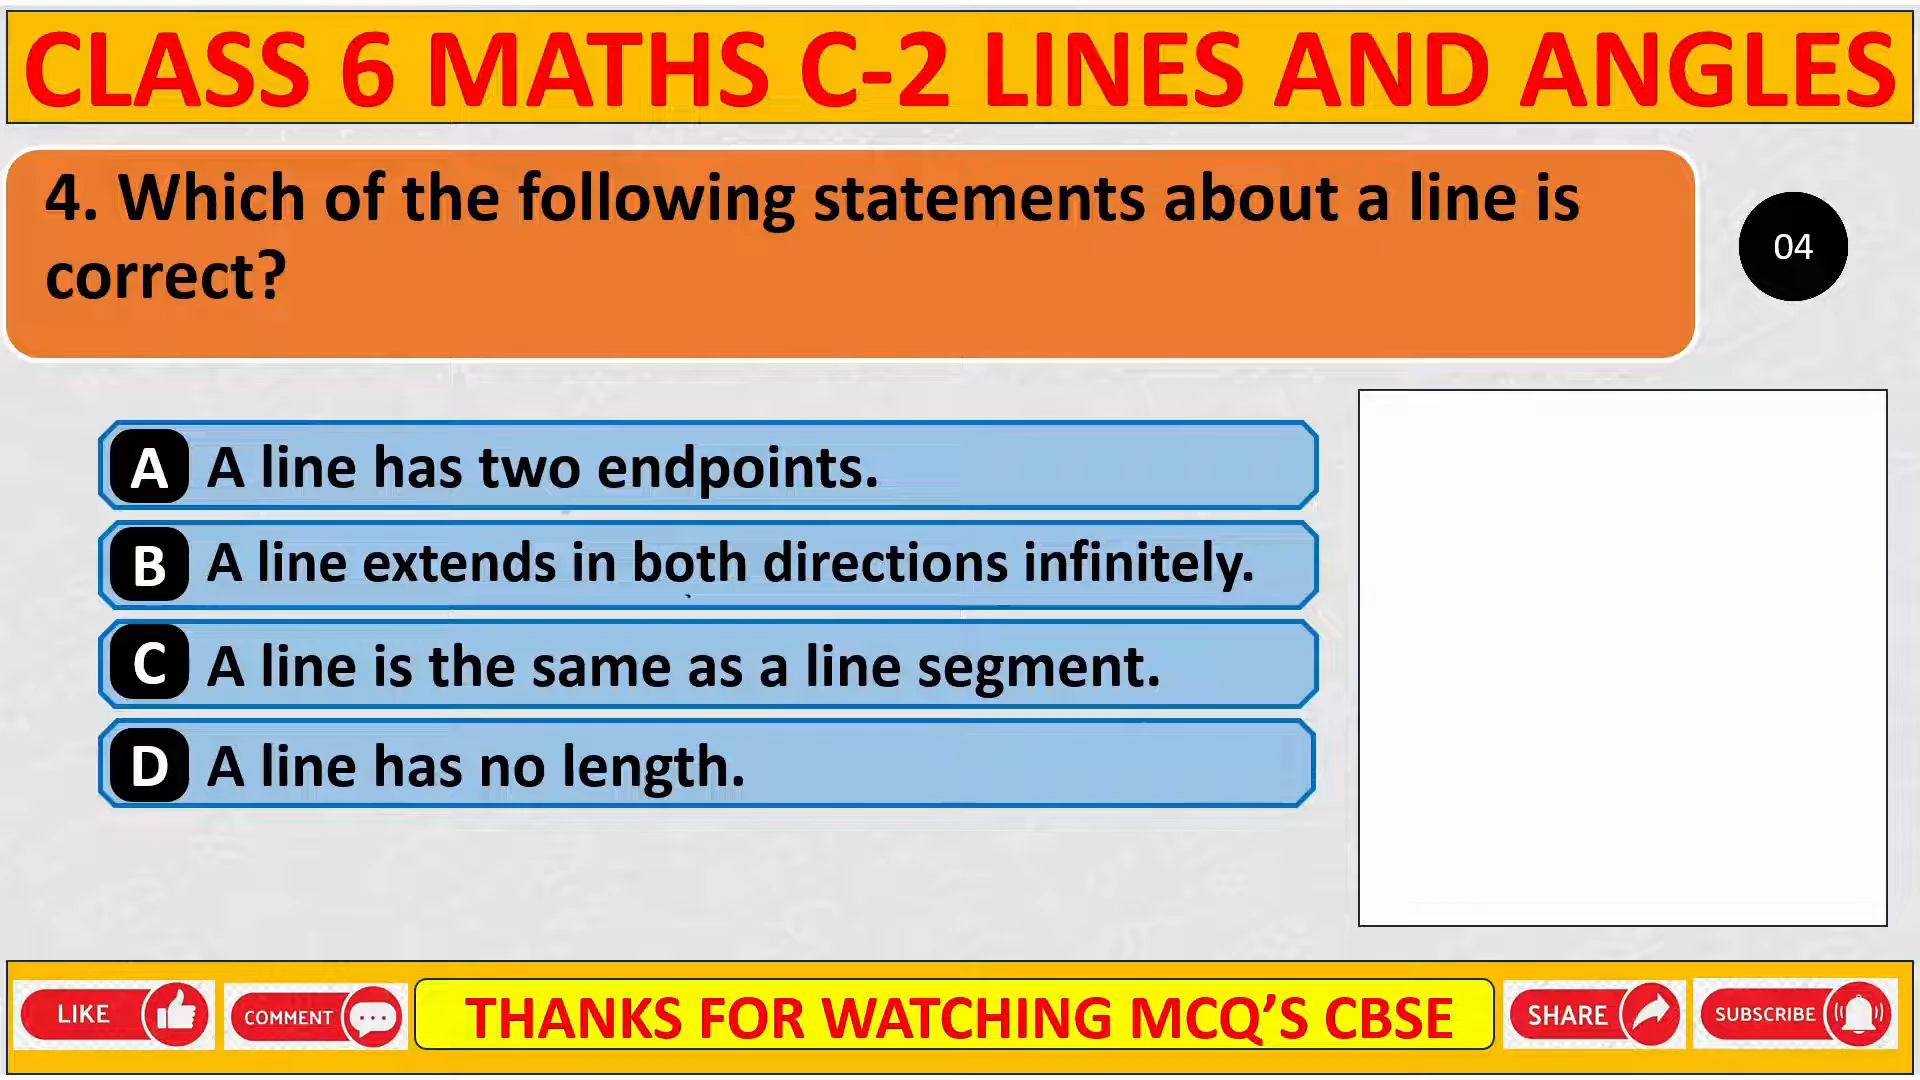 CLASS 6 MATHS C-2 LINES AND ANGLES
4. Which of the following statements about a line is
correct?
04
A A line has two endpoints.
B A line extends in both directions infinitely.
C A line is the same as a line segment.
D A line has no length.
LIKE
COMMENT
THANKS FOR WATCHING MCQ’S CBSE
SHARE
SUBSCRIBE